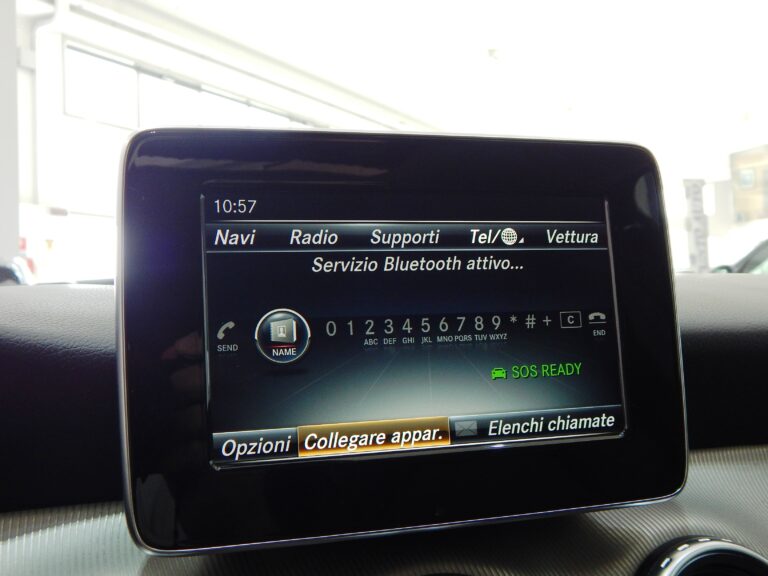 10:57
Navi Radio Supporti Tel/ Vettura
Servizio Bluetooth attivo...
SEND NAME 0 1 2 3 4 5 6 7 8 9 * # + C END
ABC DEF GHI JKL MNO PQRS TUV WXYZ
SOS READY
Opzioni Collegare appar. Elenchi chiamate